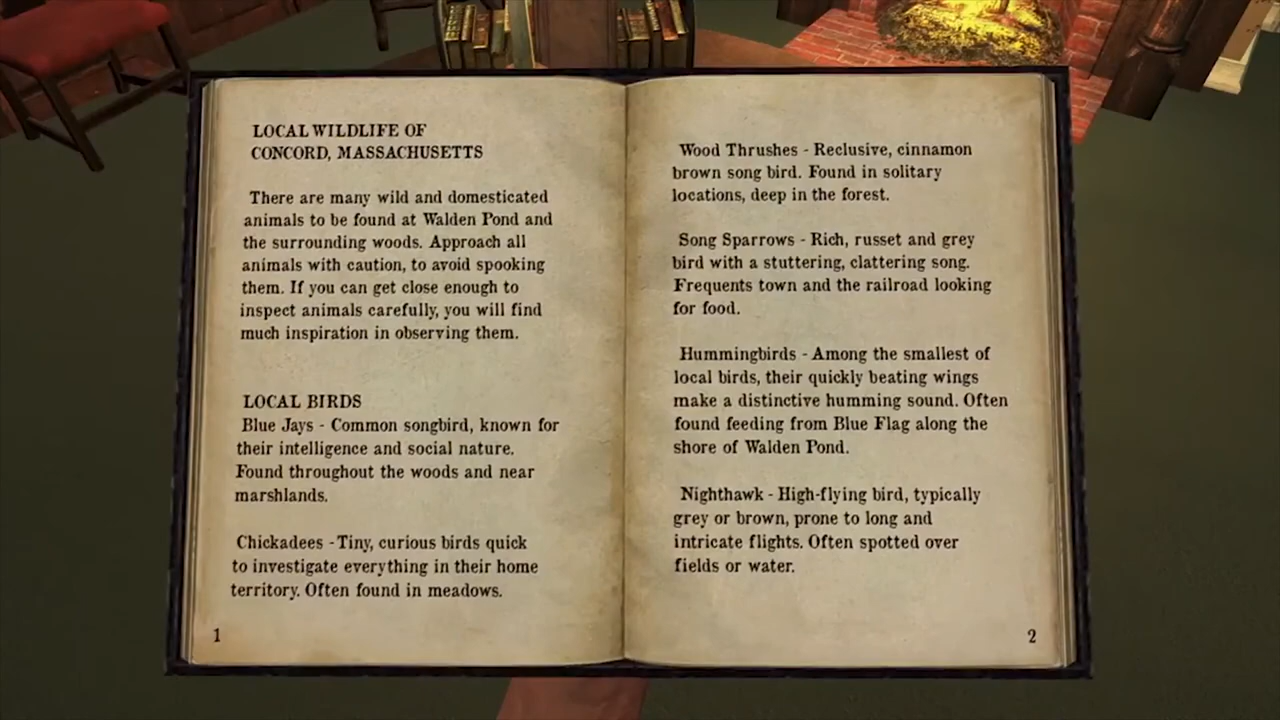 LOCAL WILDLIFE OF
CONCORD, MASSACHUSETTS
There are many wild and domesticated
animals to be found at Walden Pond and
the surrounding woods. Approach all
animals with caution, to avoid spooking
them. If you can get close enough to
inspect animals carefully, you will find
much inspiration in observing them.
LOCAL BIRDS
Blue Jays - Common songbird, known for
their intelligence and social nature.
Found throughout the woods and near
marshlands.
Chickadees - Tiny, curious birds quick
to investigate everything in their home
territory. Often found in meadows.
1
Wood Thrushes - Reclusive, cinnamon
brown song bird. Found in solitary
locations, deep in the forest.
Song Sparrows - Rich, russet and grey
bird with a stuttering, clattering song.
Frequents town and the railroad looking
for food.
Hummingbirds - Among the smallest of
local birds, their quickly beating wings
make a distinctive humming sound. Often
found feeding from Blue Flag along the
shore of Walden Pond.
Nighthawk - High-flying bird, typically
grey or brown, prone to long and
intricate flights. Often spotted over
fields or water.
2